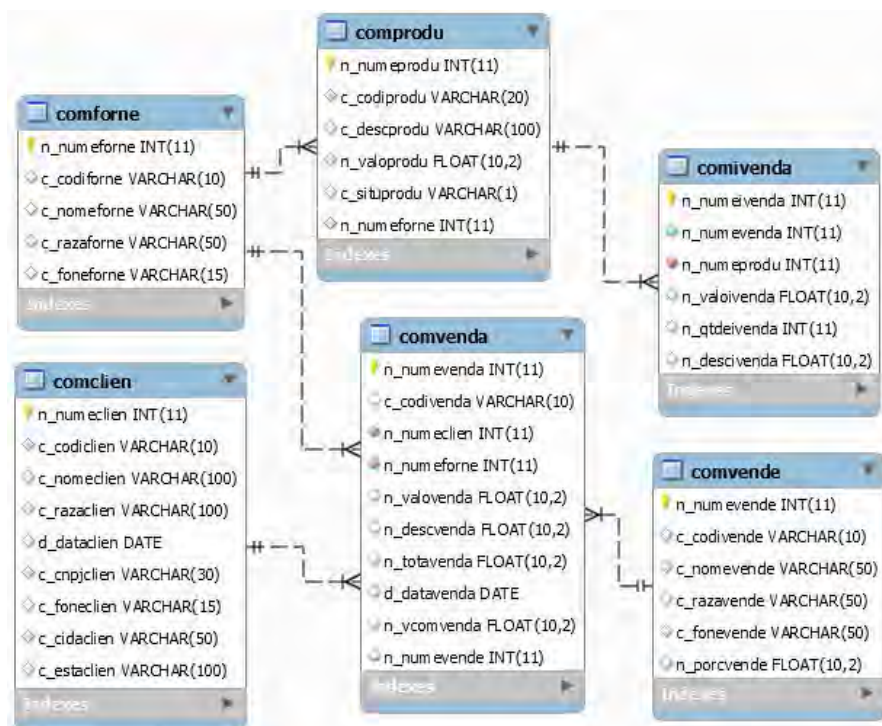 comprodu
n_numeprodu INT(11)
c_codiprodu VARCHAR(20)
c_descprodu VARCHAR(100)
n_valoprodu FLOAT(10,2)
c_situprodu VARCHAR(1)
n_numeforne INT(11)
Indexes
comforne
n_numeforne INT(11)
c_codiforne VARCHAR(10)
c_nomeforne VARCHAR(50)
c_razaforne VARCHAR(50)
c_foneforne VARCHAR(15)
Indexes
comivenda
n_numeivenda INT(11)
n_numevenda INT(11)
n_numeprodu INT(11)
n_valoivenda FLOAT(10,2)
n_qtdeivenda INT(11)
n_descivenda FLOAT(10,2)
Indexes
comvenda
n_numevenda INT(11)
c_codivenda VARCHAR(10)
n_numeclien INT(11)
n_numeforne INT(11)
n_valovenda FLOAT(10,2)
n_descvenda FLOAT(10,2)
n_totavenda FLOAT(10,2)
d_datavenda DATE
n_vcomvenda FLOAT(10,2)
n_numevende INT(11)
Indexes
comclien
n_numeclien INT(11)
c_codiclien VARCHAR(10)
c_nomeclien VARCHAR(100)
c_razaclien VARCHAR(100)
d_dataclien DATE
c_cnpjclien VARCHAR(30)
c_foneclien VARCHAR(15)
c_cidaclien VARCHAR(50)
c_estaclien VARCHAR(100)
Indexes
comvende
n_numevende INT(11)
c_codivende VARCHAR(10)
c_nomevende VARCHAR(50)
c_razavende VARCHAR(50)
c_fonevende VARCHAR(50)
n_porcvende FLOAT(10,2)
Indexes